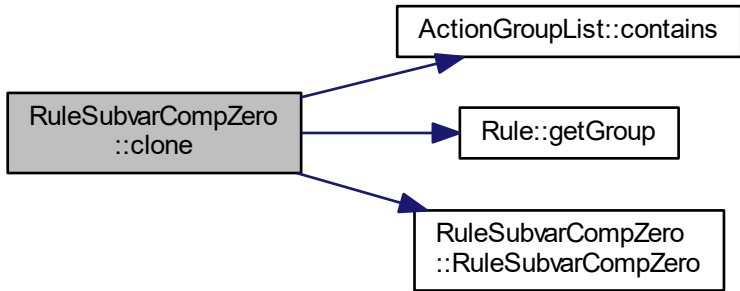 RuleSubvarCompZero
::clone
ActionGroupList::contains
Rule::getGroup
RuleSubvarCompZero
::RuleSubvarCompZero